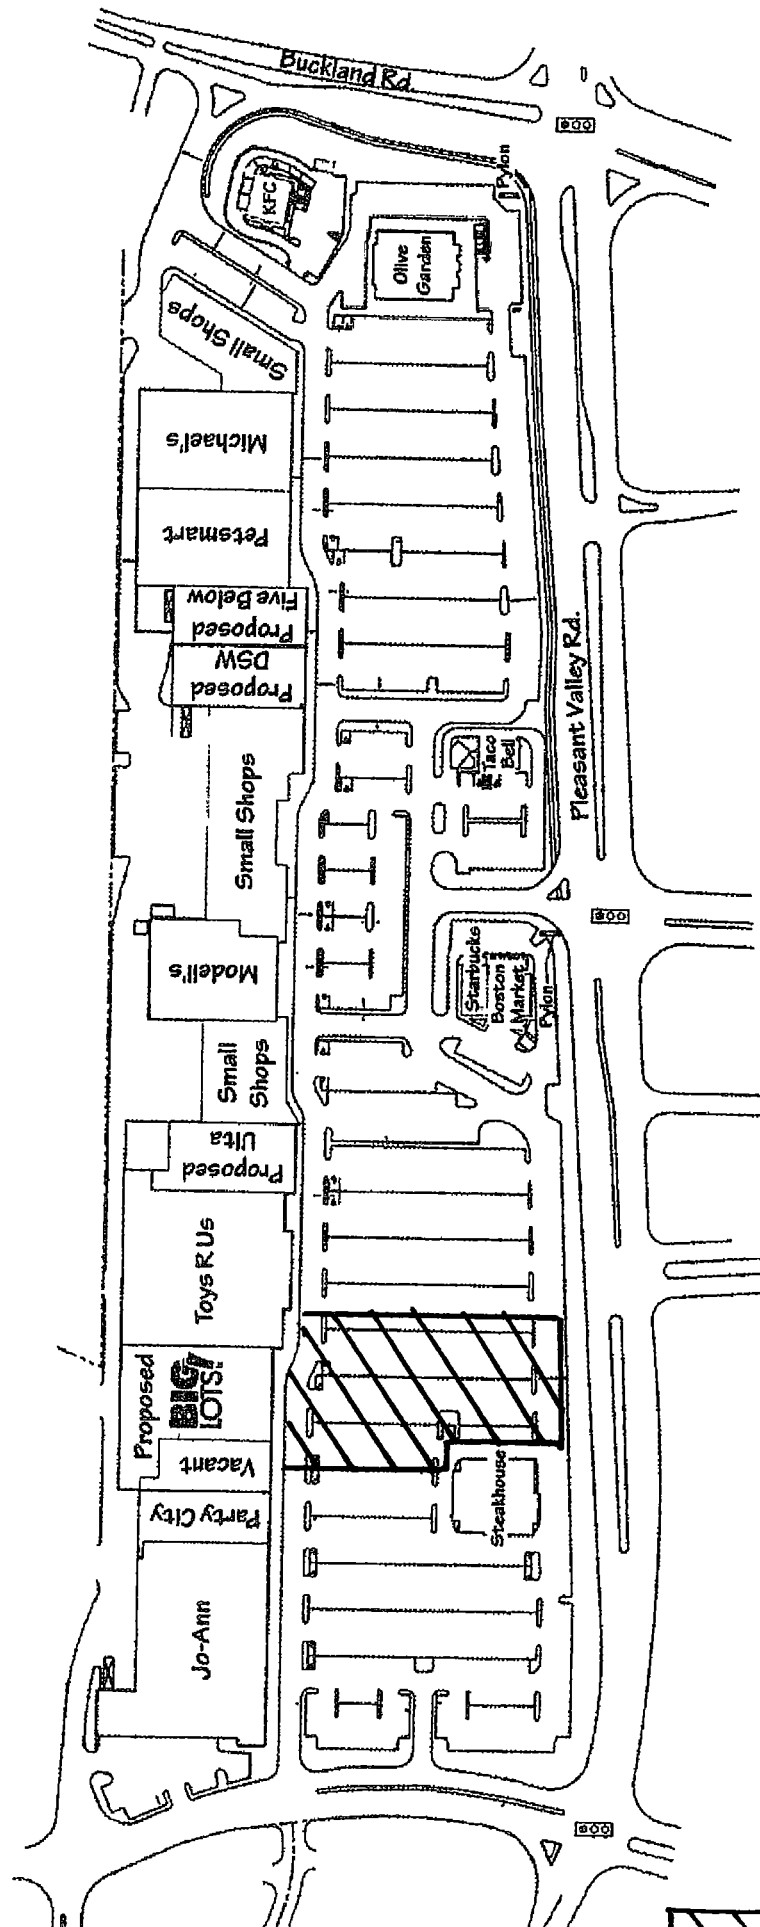 Buckland Rd.
KFC
Pylon
Olive
Garden
Small Shops
Michael's
Petsmart
Proposed
Five Below
Proposed
DSW
Pleasant Valley Rd.
Taco
Bell
Small Shops
Modell's
Starbucks
Boston
Market
Pylon
Small
Shops
Proposed
Ulta
Toys R Us
Proposed
BIG
LOTS
Vacant
Steakhouse
Party City
Jo-Ann